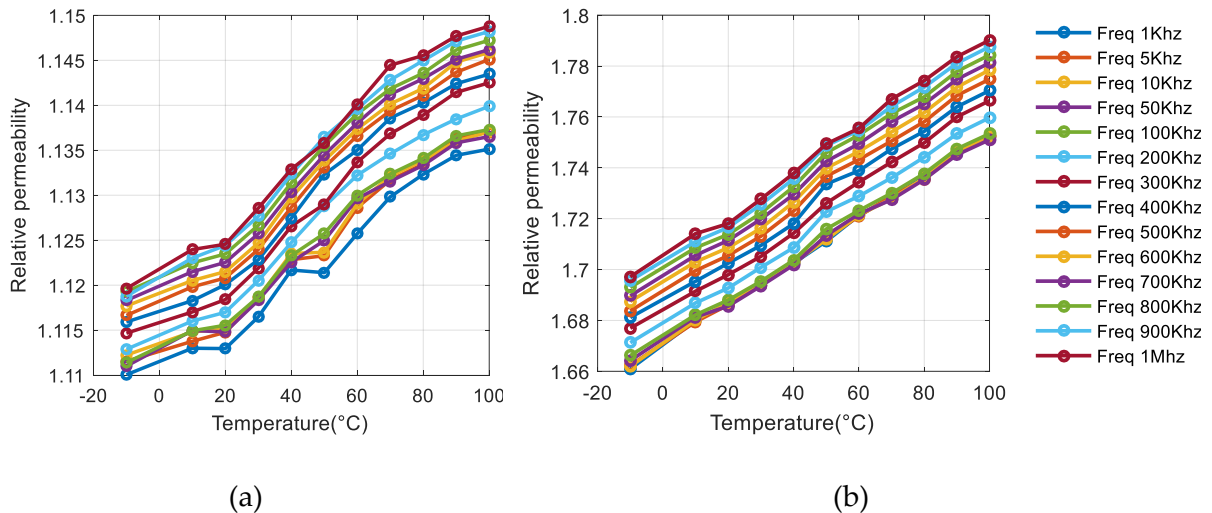 Relative permeability
1.15
1.145
1.14
1.135
1.13
1.125
1.12
1.115
1.11
-20 0 20 40 60 80 100
Temperature(°C)
(a)
Relative permeability
1.8
1.78
1.76
1.74
1.72
1.7
1.68
1.66
-20 0 20 40 60 80 100
Temperature(°C)
(b)
Freq 1Khz
Freq 5Khz
Freq 10Khz
Freq 50Khz
Freq 100Khz
Freq 200Khz
Freq 300Khz
Freq 400Khz
Freq 500Khz
Freq 600Khz
Freq 700Khz
Freq 800Khz
Freq 900Khz
Freq 1Mhz